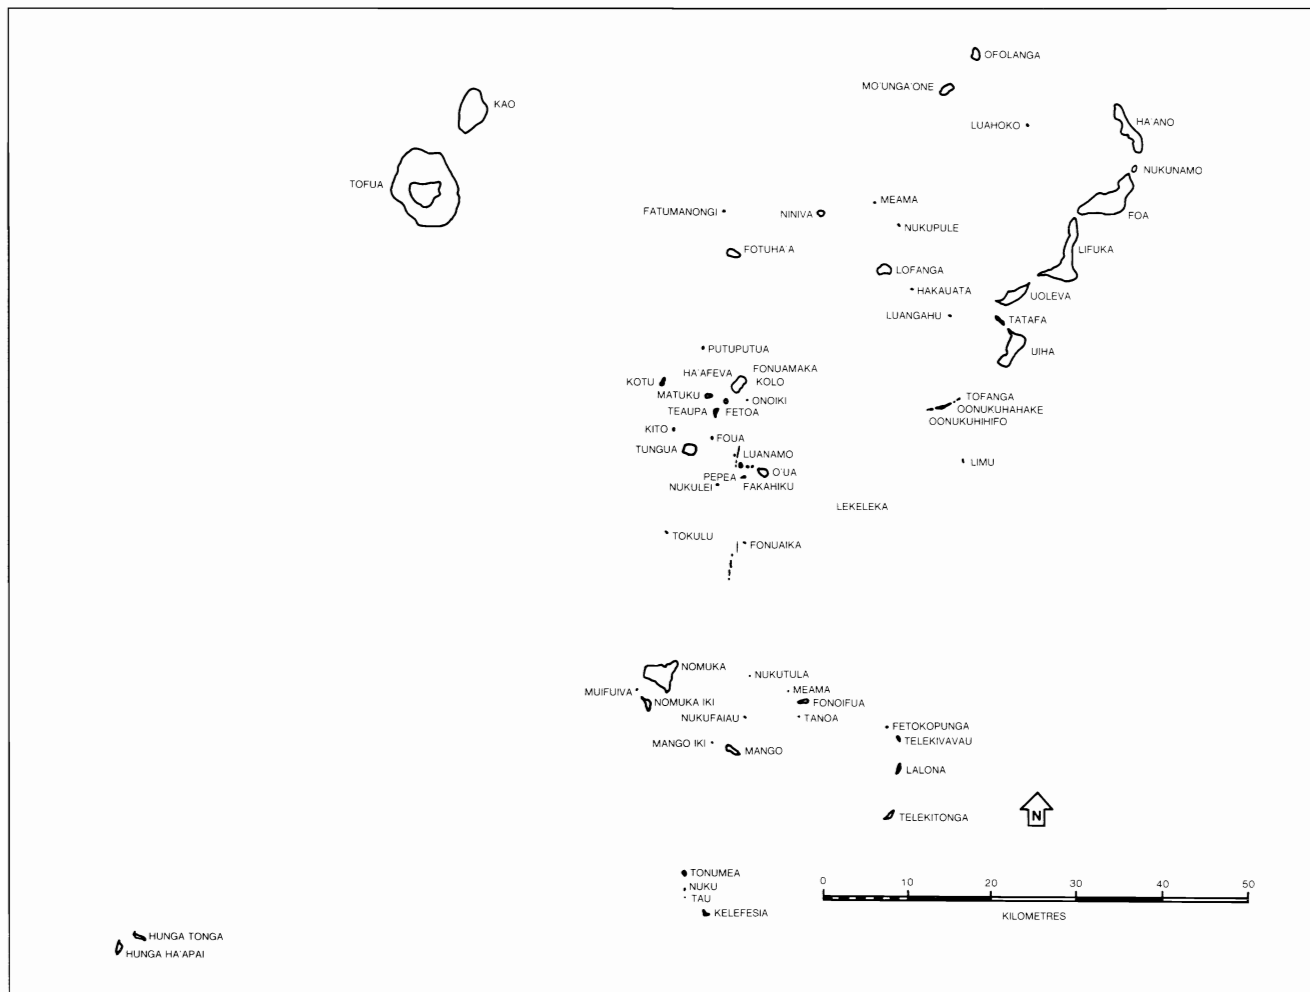 OFOLANGA
MO'UNGA'ONE
KAO
LUAHOKO
HA'ANO
NUKUNAMO
TOFUA
MEAMA
FATUMANONGI
NINIVA
FOA
NUKUPULE
FOTUHA'A
LIFUKA
LOFANGA
HAKAUATA
UOLEVA
LUANGAHU
TATAFA
PUTUPUTUA
UIHA
FONUAMAKA
HA'AFEVA
KOTU
KOLO
MATUKU
TOFANGA
ONOIKI
TEAUPA
FETOA
OONUKUHAHAKE
OONUKUHIHIFO
KITO
FOUA
TUNGUA
LUANAMO
LIMU
O'UA
PEPEA
NUKULEI
FAKAHIKU
LEKELEKA
TOKULU
FONUAIKA
NOMUKA
NUKUTULA
MUIFUIVA
MEAMA
NOMUKA IKI
FONOIFUA
NUKUFAIAU
TANOA
FETOKOPUNGA
TELEKIVAVAU
MANGO IKI
MANGO
LALONA
N
TELEKITONGA
TONUMEA
NUKU
TAU
KELEFESIA
0 10 20 30 40 50
KILOMETRES
HUNGA TONGA
HUNGA HA'APAI